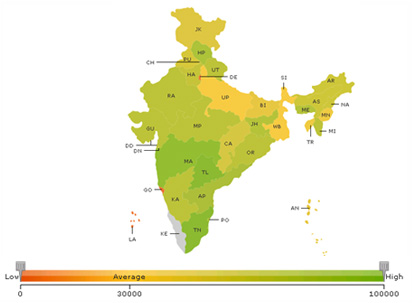 JK
HP
PU
CH
UT
HA
DE
SI
AR
RA
UP
BI
AS
NA
ME
MN
GU
MP
JH
WB
MI
TR
DD
DN
CA
OR
MA
TL
GO
AP
KA
AN
PO
LA
KE
TN
Low
Average
High
0
30000
100000